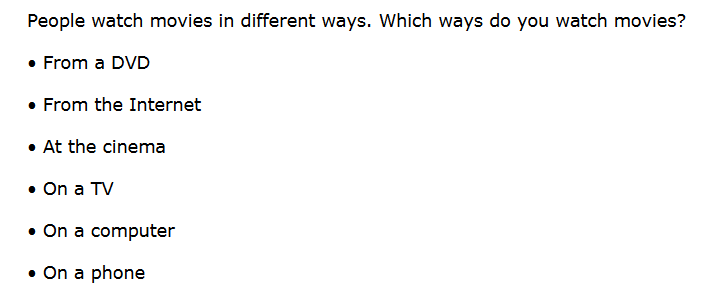 People watch movies in different ways. Which ways do you watch movies?
• From a DVD
• From the Internet
• At the cinema
• On a TV
• On a computer
• On a phone